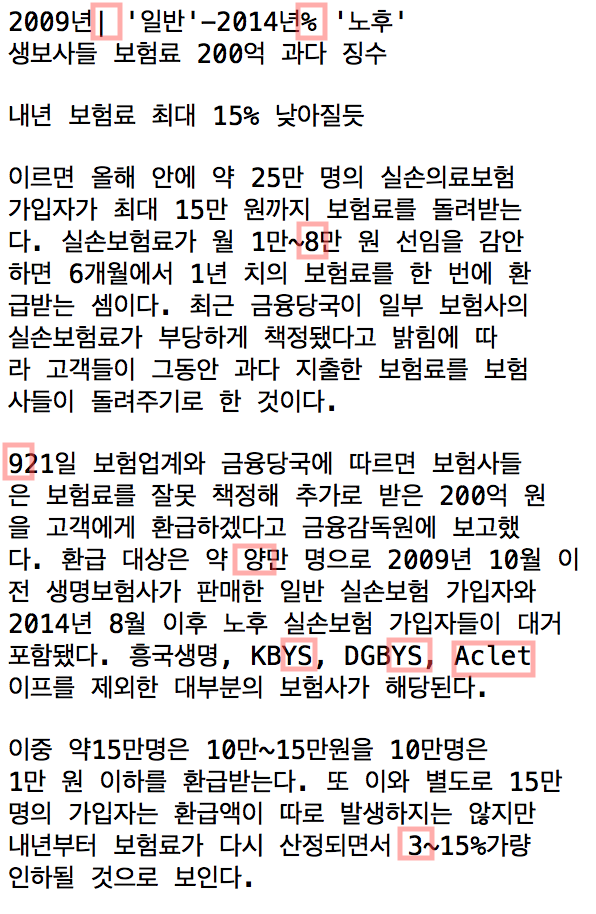 2009년| '일반'-2014년% '노후'
생보사들 보험료 200억 과다 징수
내년 보험료 최대 15% 낮아질듯
이르면 올해 안에 약 25만 명의 실손의료보험
가입자가 최대 15만 원까지 보험료를 돌려받는
다. 실손보험료가 월 1만~8만 원 선임을 감안
하면 6개월에서 1년 치의 보험료를 한 번에 환
급받는 셈이다. 최근 금융당국이 일부 보험사의
실손보험료가 부당하게 책정됐다고 밝힘에 따
라 고객들이 그동안 과다 지출한 보험료를 보험
사들이 돌려주기로 한 것이다.
921일 보험업계와 금융당국에 따르면 보험사들
은 보험료를 잘못 책정해 추가로 받은 200억 원
을 고객에게 환급하겠다고 금융감독원에 보고했
다. 환급 대상은 약 양만 명으로 2009년 10월 이
전 생명보험사가 판매한 일반 실손보험 가입자와
2014년 8월 이후 노후 실손보험 가입자들이 대거
포함됐다. 흥국생명, KBYS, DGBYS, Aclet
이프를 제외한 대부분의 보험사가 해당된다.
이중 약15만명은 10만~15만원을 10만명은
1만 원 이하를 환급받는다. 또 이와 별도로 15만
명의 가입자는 환급액이 따로 발생하지는 않지만
내년부터 보험료가 다시 산정되면서 3~15%가량
인하될 것으로 보인다.